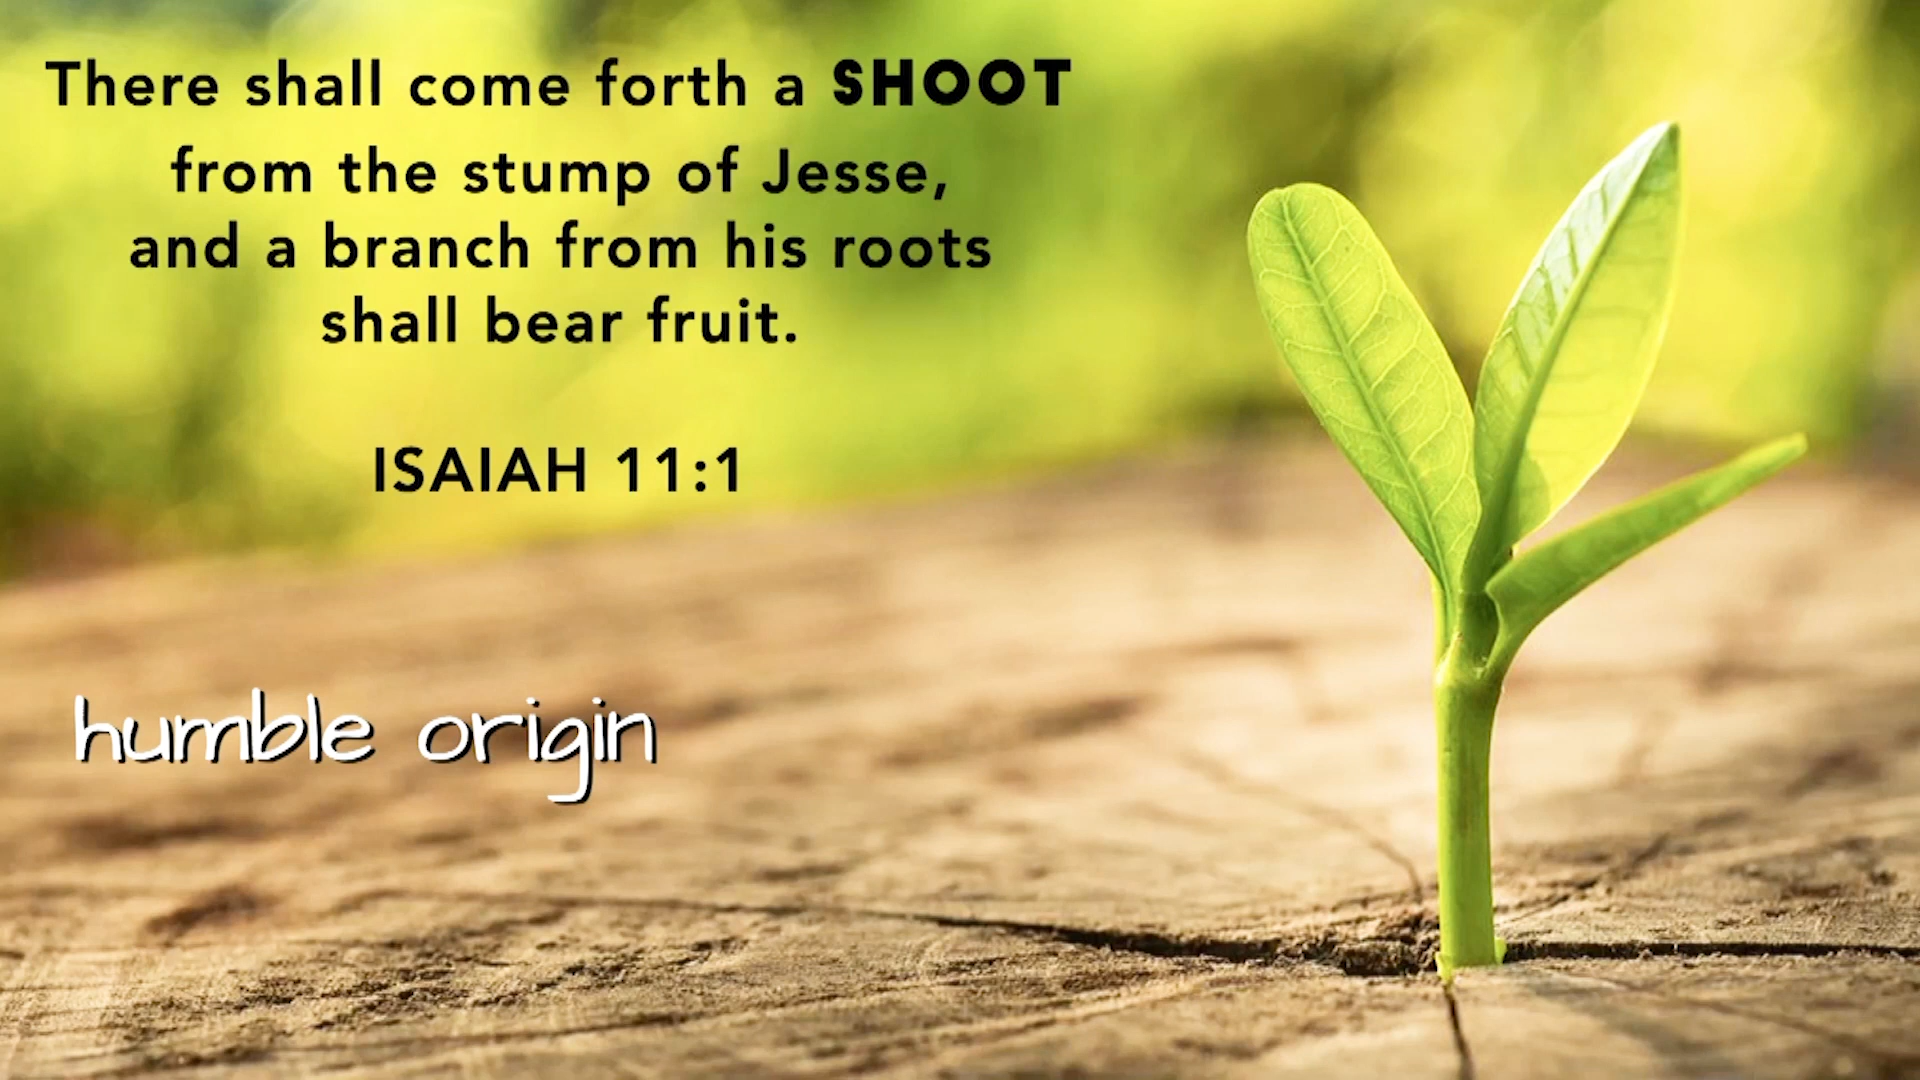 There shall come forth a SHOOT
from the stump of Jesse,
and a branch from his roots
shall bear fruit.
ISAIAH 11:1
humble origin